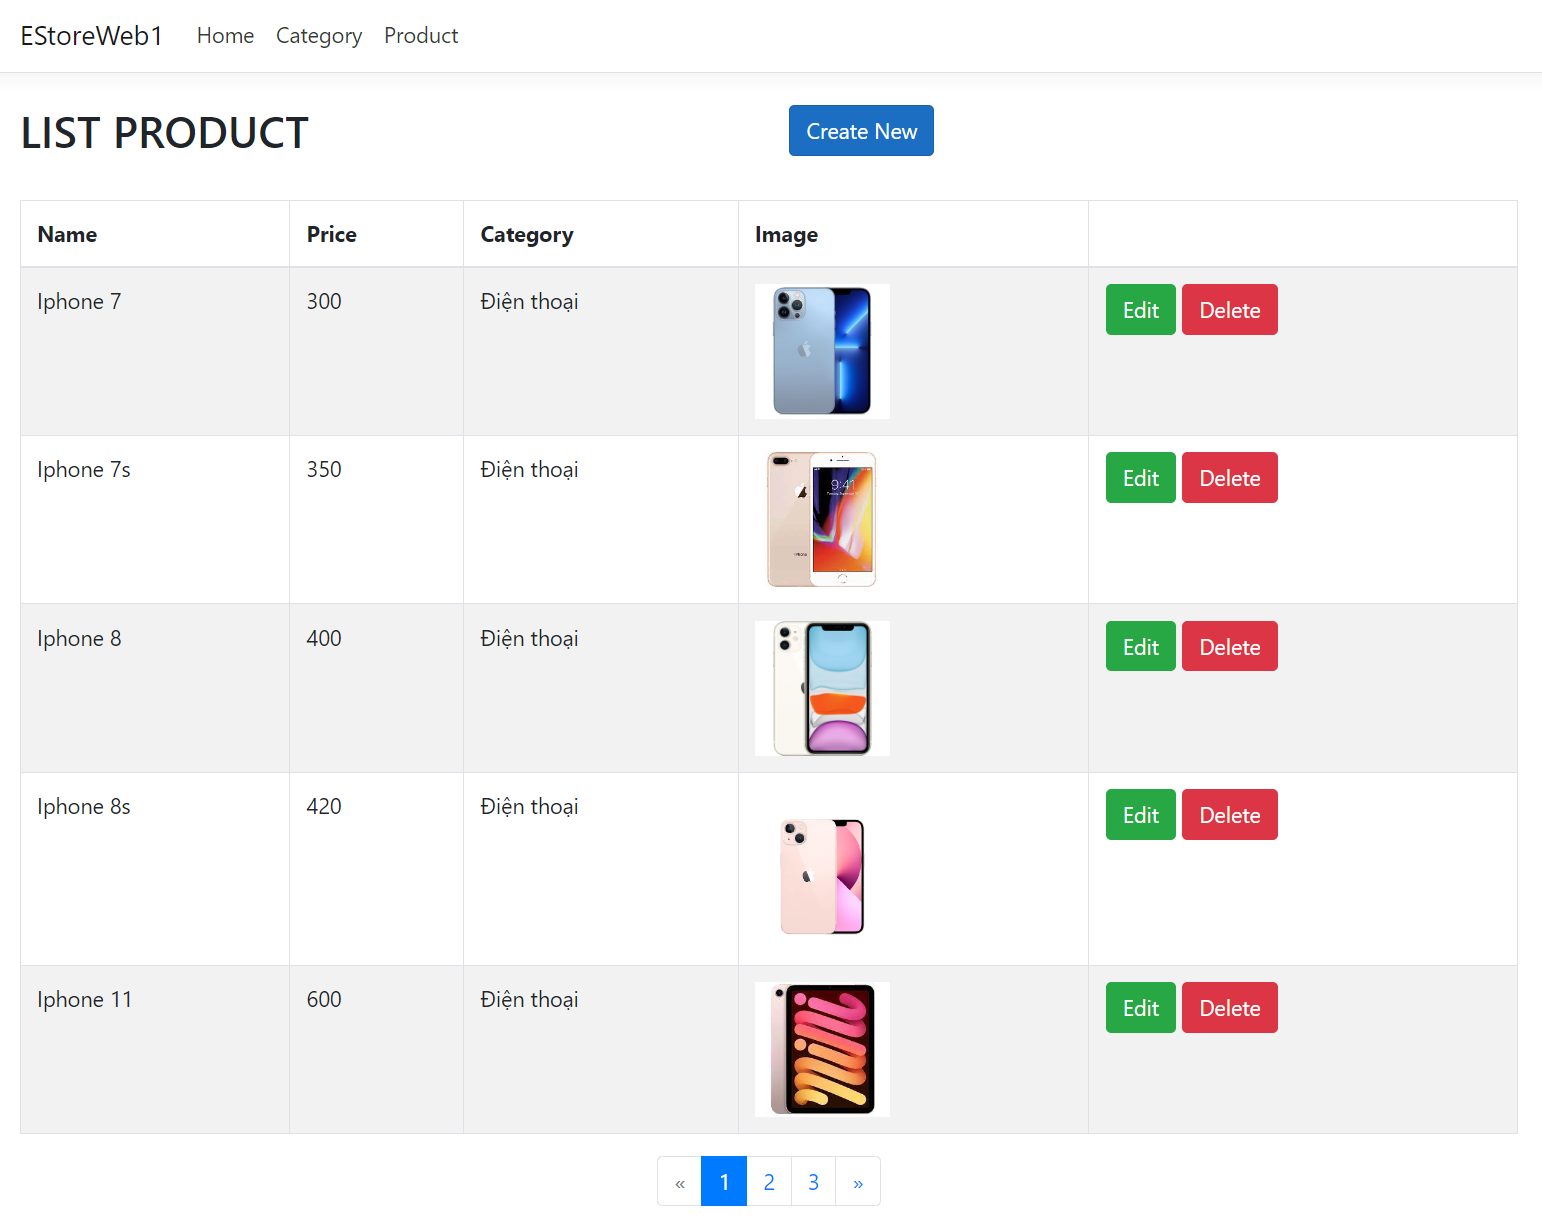 EStoreWeb1 Home Category Product
LIST PRODUCT Create New
Name Price Category Image
Iphone 7 300 Điện thoại Edit Delete
Iphone 7s 350 Điện thoại Edit Delete
9:41
Iphone 8 400 Điện thoại Edit Delete
Iphone 8s 420 Điện thoại Edit Delete
Iphone 11 600 Điện thoại Edit Delete
« 1 2 3 »